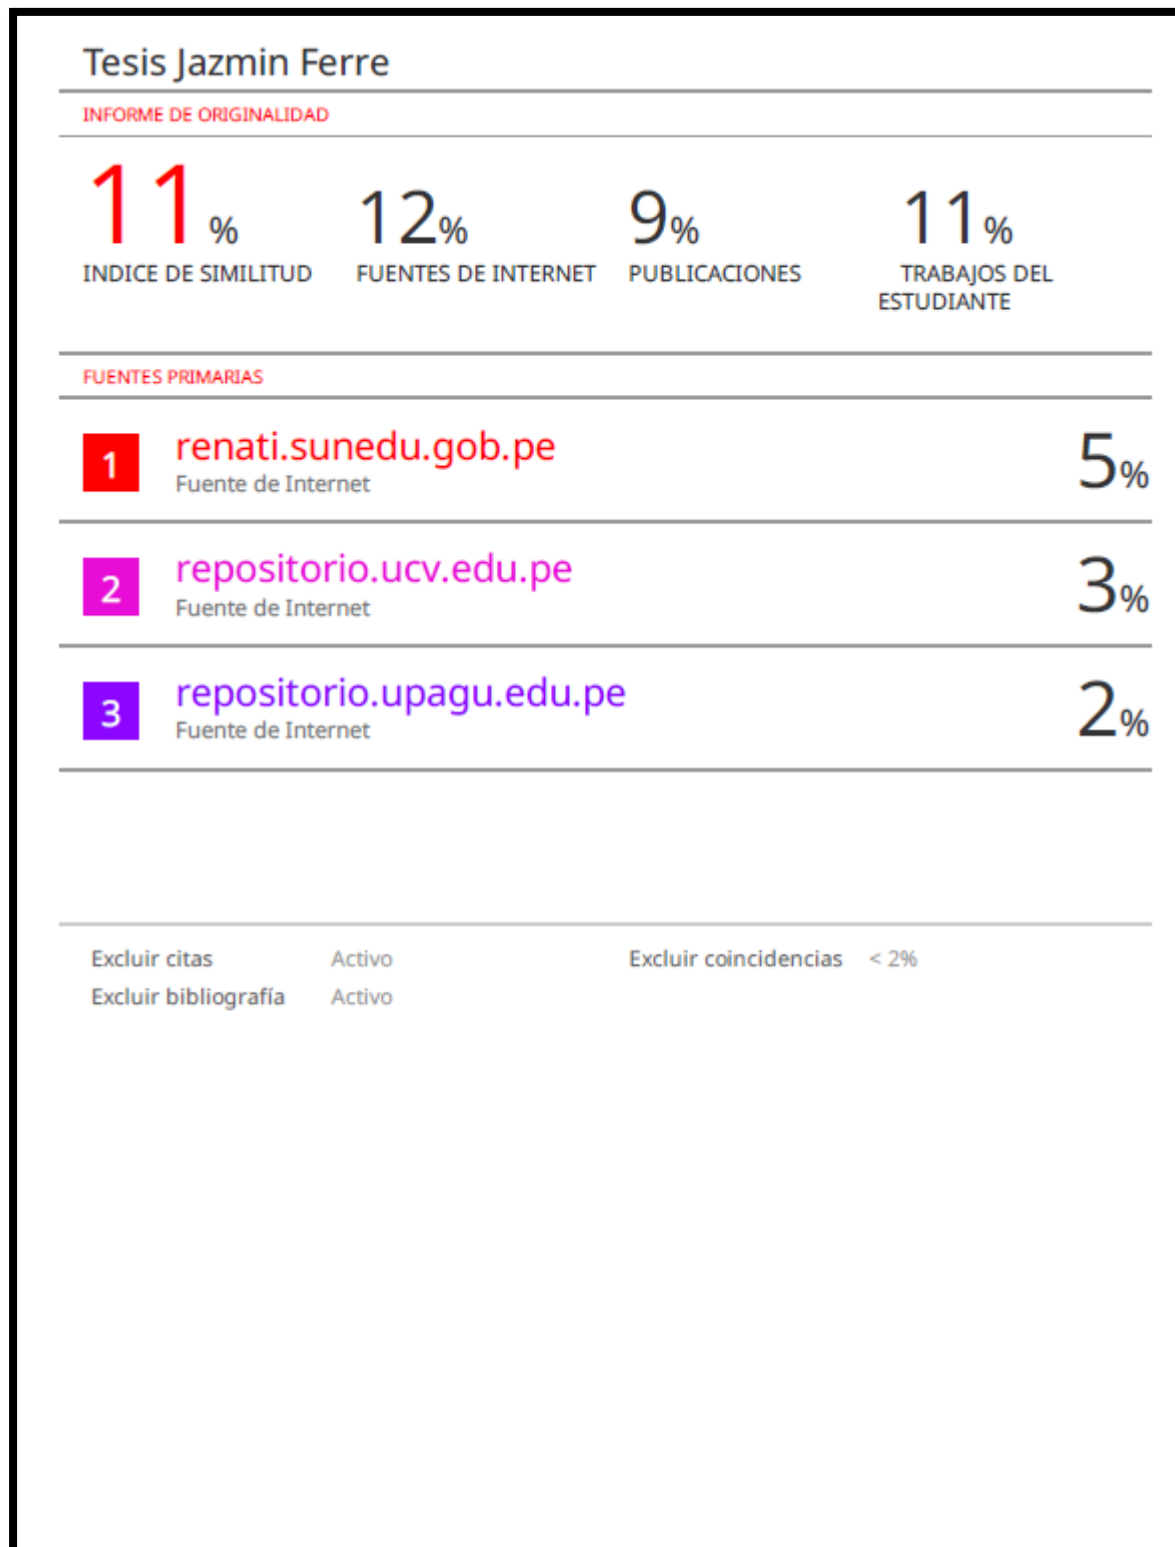 Tesis Jazmin Ferre
INFORME DE ORIGINALIDAD
11% 12% 9% 11%
INDICE DE SIMILITUD FUENTES DE INTERNET PUBLICACIONES TRABAJOS DEL
ESTUDIANTE
FUENTES PRIMARIAS
1 renati.sunedu.gob.pe 5%
Fuente de Internet
2 repositorio.ucv.edu.pe 3%
Fuente de Internet
3 repositorio.upagu.edu.pe 2%
Fuente de Internet
Excluir citas Activo Excluir coincidencias < 2%
Excluir bibliografía Activo